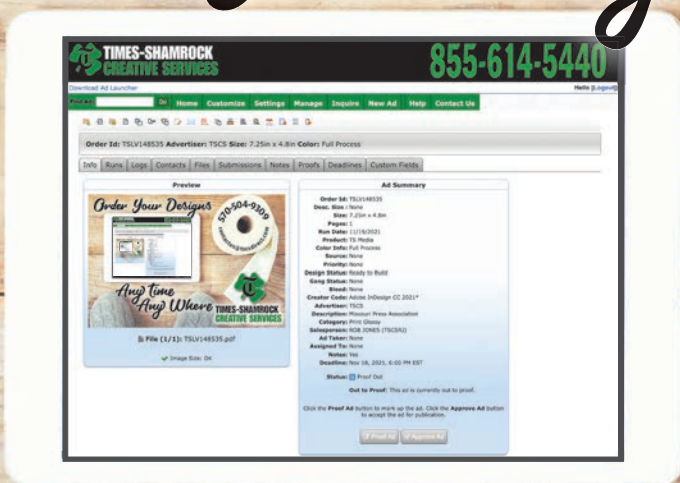 TIMES-SHAMROCK
CREATIVE SERVICES
855-614-5440
Download Ad Launcher
Hello [Logout]
Find Ad:
Go Home Customize Settings Manage Inquire New Ad Help Contact Us
Order Id: TSLV148535 Advertiser: TSCS Size: 7.25in x 4.8in Color: Full Process
Info Runs Logs Contacts Files Submissions Notes Proofs Deadlines Custom Fields
Preview
Order Your Designs
570-504-9309
Any time
Any Where
TIMES-SHAMROCK
CREATIVE SERVICES
File (1/1): TSLV148535.pdf
Image Size: OK
Ad Summary
Order Id: TSLV148535
Desc. Size : None
Size: 7.25in x 4.8in
Pages: 1
Run Date: 11/19/2021
Product: TS Media
Color Info: Full Process
Source: None
Priority: None
Design Status: Ready to Build
Gang Status: None
Bleed: None
Creator Code: Adobe InDesign CC 2021*
Advertiser: TSCS
Description: Missouri Press Association
Category: Print Glossy
Salesperson: ROB JONES (TSCSRJ)
Ad Taker: None
Assigned To: None
Notes: Yes
Deadline: Nov 18, 2021, 6:00 PM EST
Status: Proof Out
Out to Proof: This ad is currently out to proof.
Click the Proof Ad button to mark up the ad. Click the Approve Ad button
to accept the ad for publication.
Proof Ad Approve Ad